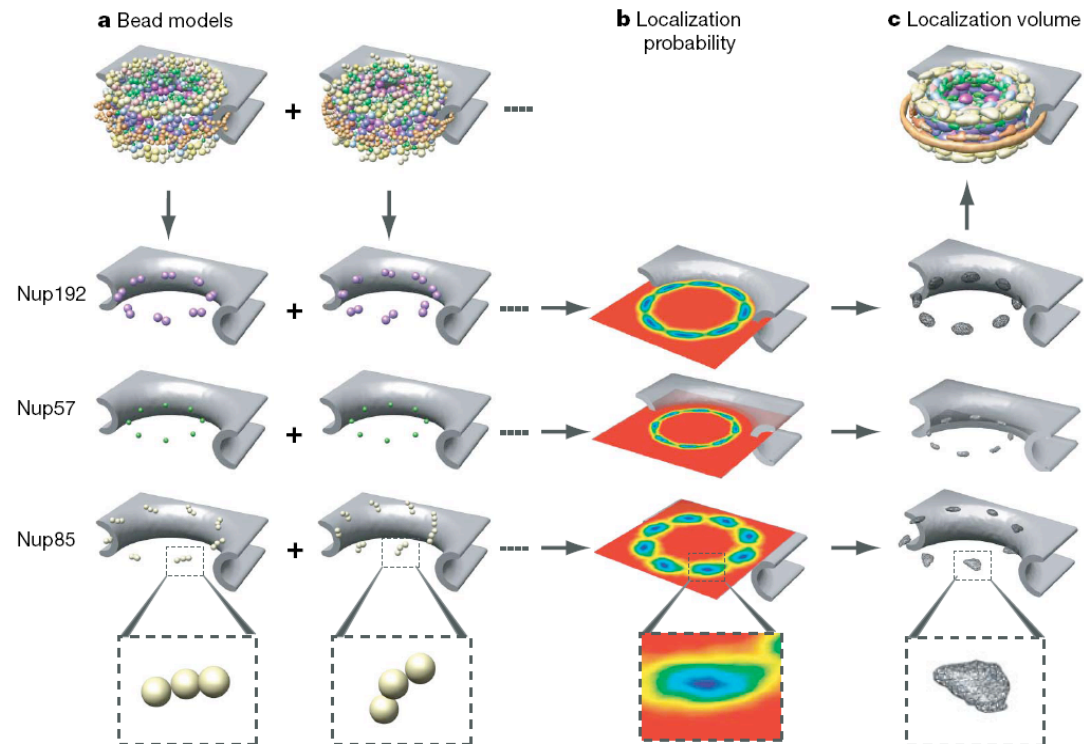 a Bead models
b Localization
probability
c Localization volume
Nup192
Nup57
Nup85